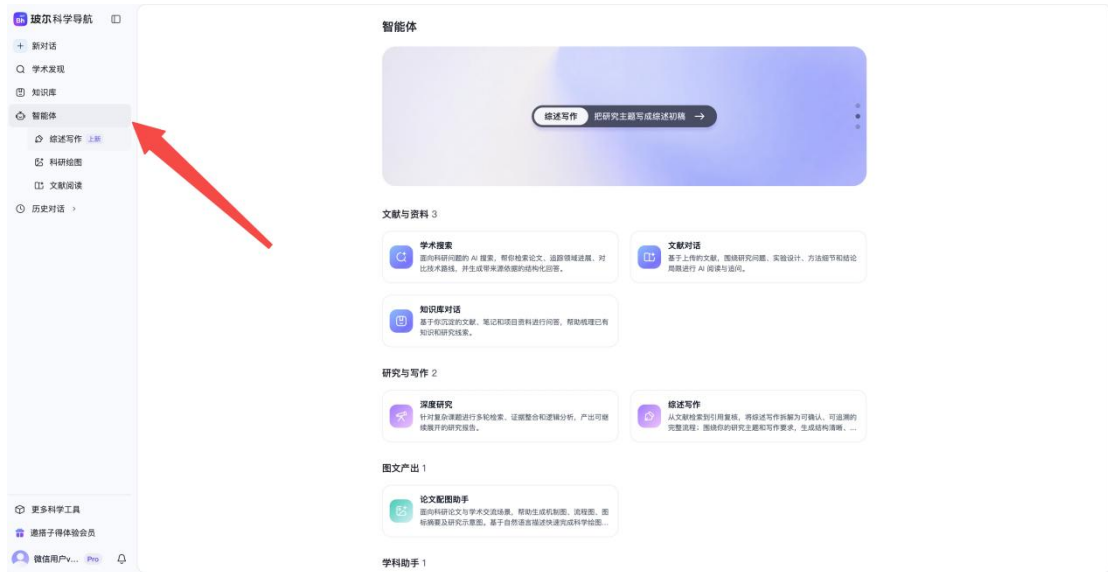 玻尔科学导航
新对话
学术发现
知识库
智能体
综述写作 上新
科研绘图
文献阅读
历史对话 >
更多科学工具
邀搭子得体验会员
微信用户v... Pro
智能体
综述写作 把研究主题写成综述初稿 →
文献与资料 3
学术搜索
面向科研问题的 AI 搜索，帮你检索论文、追踪领域进展、对
比技术路线，并生成带来源依据的结构化回答。
文献对话
基于上传的文献，围绕研究问题、实验设计、方法细节和结论
局限进行 AI 阅读与追问。
知识库对话
基于你沉淀的文献、笔记和项目资料进行问答，帮助梳理已有
知识和研究线索。
研究与写作 2
深度研究
针对复杂课题进行多轮检索、证据整合和逻辑分析，产出可继
续展开的研究报告。
综述写作
从文献检索到引用复核，将综述写作拆解为可确认、可追溯的
完整流程；围绕你的研究主题和写作要求，生成结构清晰、...
图文产出 1
论文配图助手
面向科研论文与学术交流场景，帮助生成机制图、流程图、图
标摘要及研究示意图。基于自然语言描述快速完成科学绘图...
学科助手 1